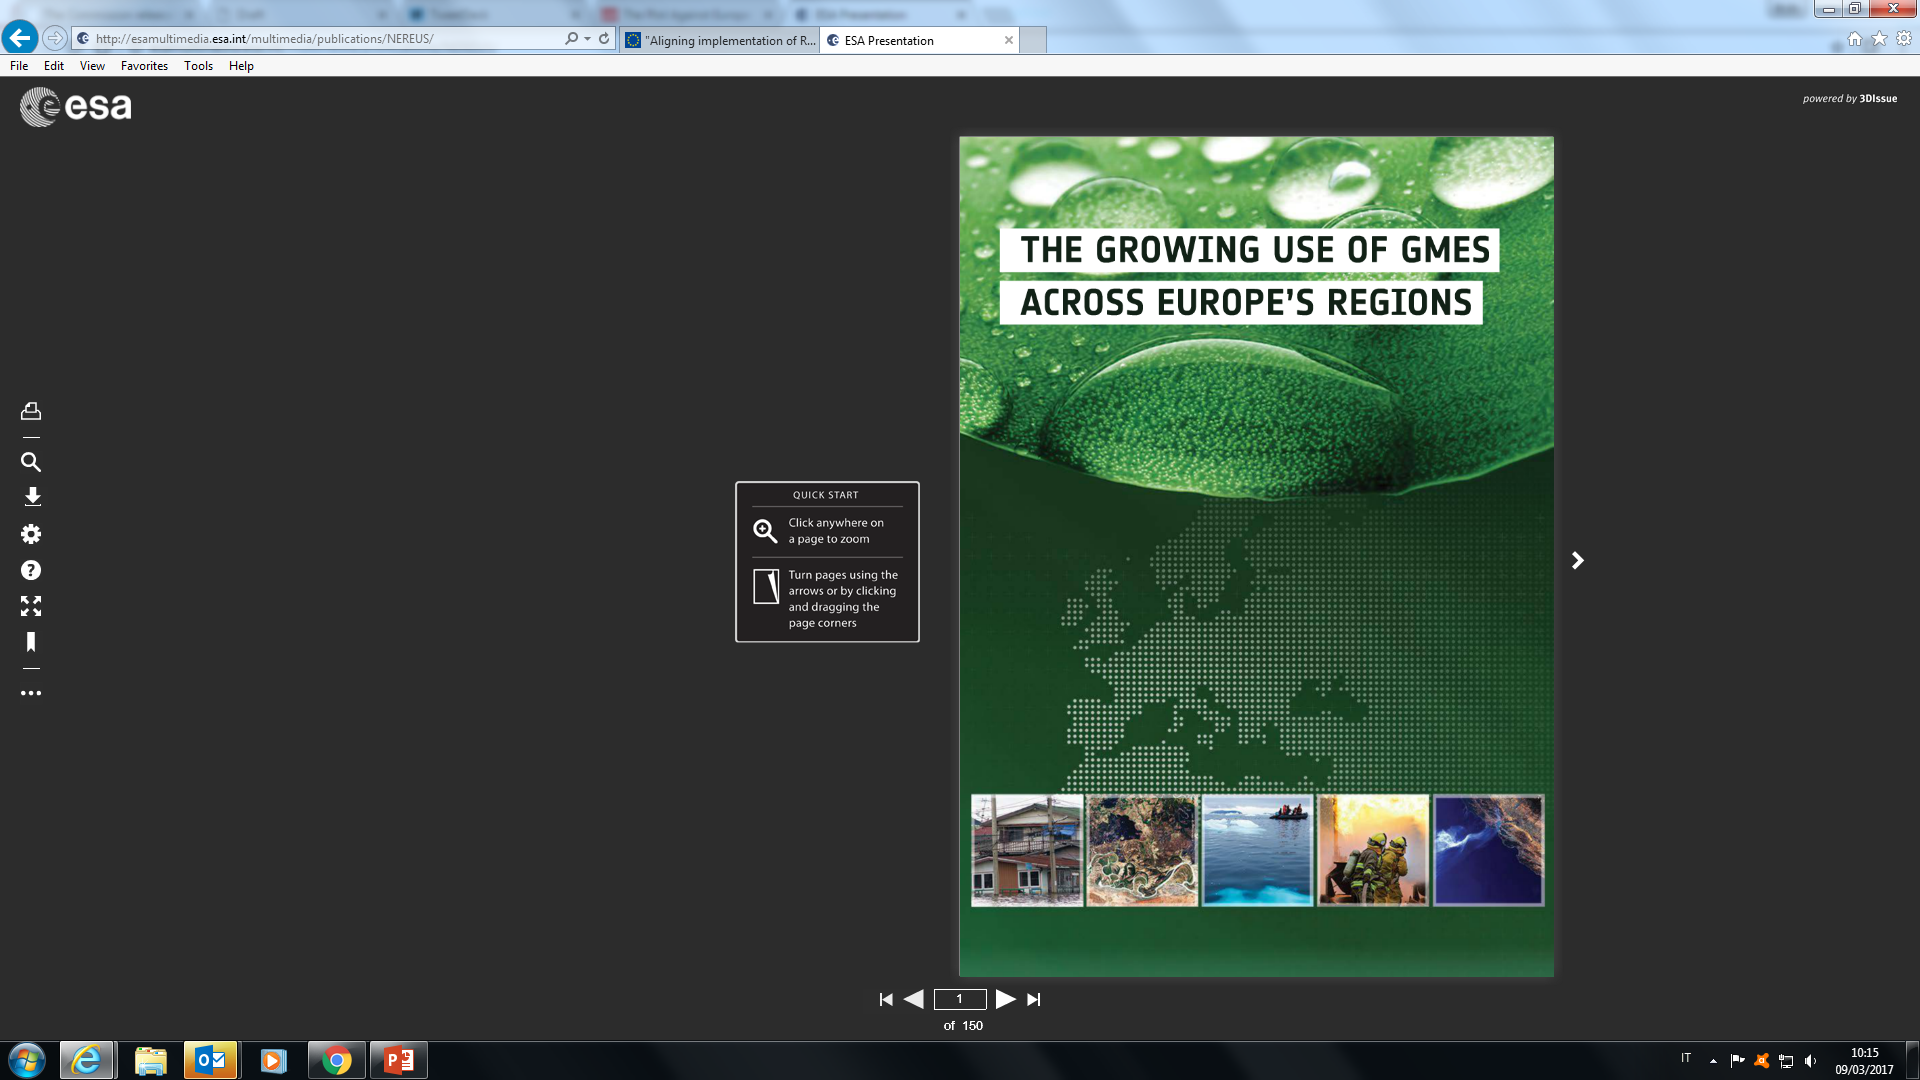 http://esamultimedia.esa.int/multimedia/publications/NEREUS/
"Aligning implementation of R...
ESA Presentation
File Edit View Favorites Tools Help
esa
powered by 3DIssue
THE GROWING USE OF GMES
ACROSS EUROPE'S REGIONS
QUICK START
Click anywhere on
a page to zoom
Turn pages using the
arrows or by clicking
and dragging the
page corners
1
of 150
IT
10:15
09/03/2017